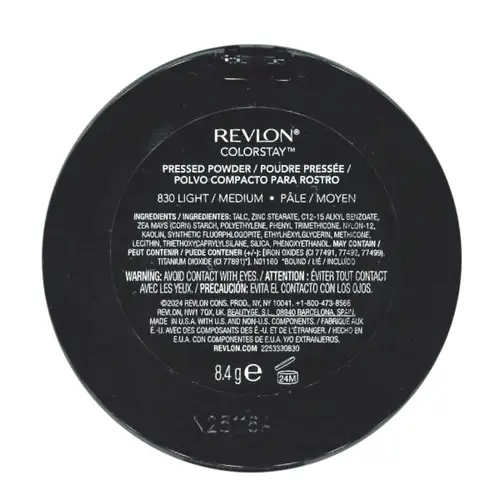 REVLON®
COLORSTAY™
PRESSED POWDER / POUDRE PRESSÉE /
POLVO COMPACTO PARA ROSTRO
830 LIGHT / MEDIUM • PÂLE / MOYEN
INGREDIENTS / INGRÉDIENTES: TALC, ZINC STEARATE, C12-15 ALKYL BENZOATE,
ZEA MAYS (CORN) STARCH, POLYETHYLENE, PHENYL TRIMETHICONE, NYLON-12,
KAOLIN, SYNTHETIC FLUORPHLOGOPITE, ETHYLHEXYLGLYCERIN, METHICONE,
LECITHIN, TRIETHOXYCAPRYLYLSILANE, SILICA, PHENOXYETHANOL. MAY CONTAIN /
PEUT CONTENIR / PUEDE CONTENER (+/-): [IRON OXIDES (CI 77491, 77492, 77499),
TITANIUM DIOXIDE (CI 77891)*]. N01160 *BOUND / LIÉ / INCLUÍDO
WARNING: AVOID CONTACT WITH EYES. / ATTENTION : ÉVITER TOUT CONTACT
AVEC LES YEUX. / PRECAUCIÓN: EVITA EL CONTACTO CON LOS OJOS.
©2024 REVLON CONS. PROD., NY, NY 10041. +1-800-473-8566
REVLON, NW1 7QX, U.K. BEAUTYGE, S.L. 08970 BARCELONA, SPAIN.
MADE IN U.S.A. WITH U.S. AND NON-U.S. COMPONENTS. / FABRIQUÉ AUX
É.-U. AVEC DES COMPOSANTS DES É.-U. ET DE L'ÉTRANGER. / HECHO EN
E.U.A. CON COMPONENTES DE E.U.A. Y/O EXTRANJEROS.
REVLON.COM 2253330830
8.4 g e 24M